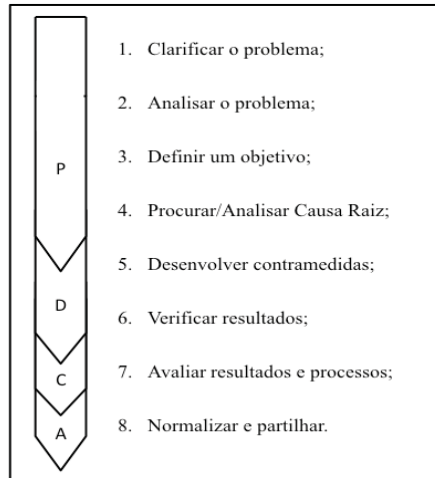 1. Clarificar o problema;
2. Analisar o problema;
3. Definir um objetivo;
P
4. Procurar/Analisar Causa Raiz;
5. Desenvolver contramedidas;
D
6. Verificar resultados;
7. Avaliar resultados e processos;
C
8. Normalizar e partilhar.
A